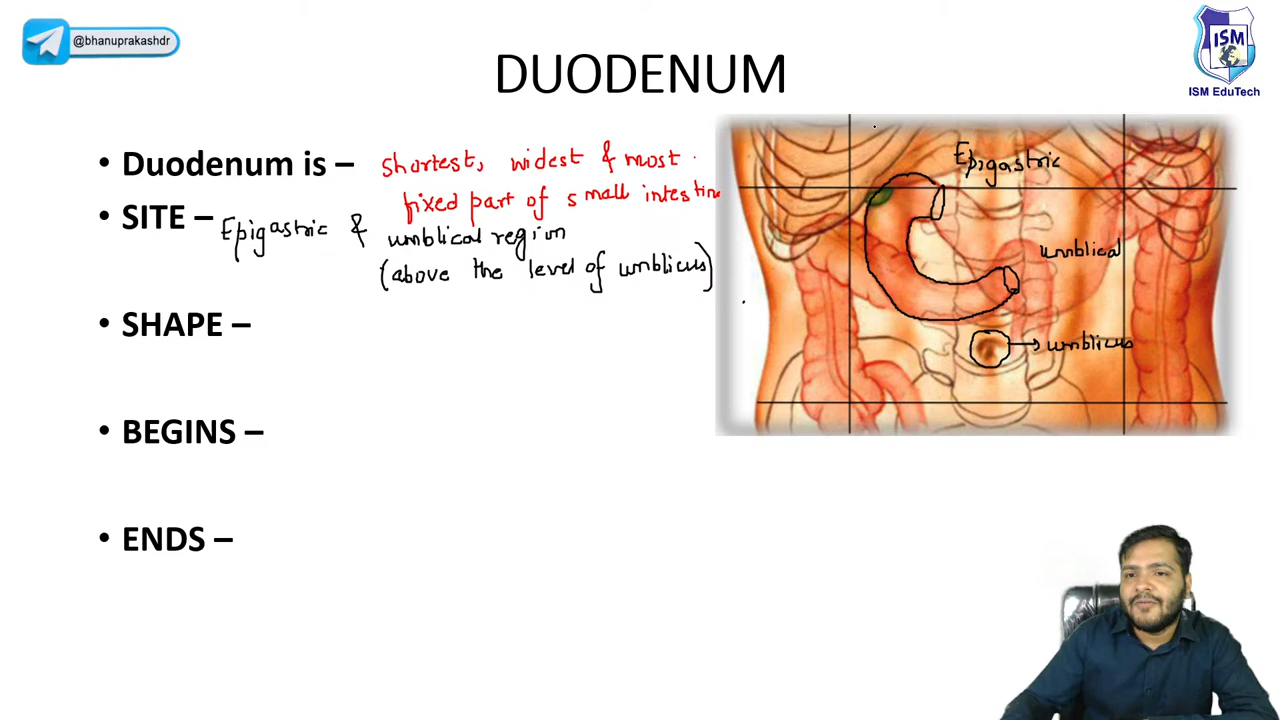 @bhanuprakashdr
ISM
ISM EduTech
DUODENUM
• Duodenum is – shortest, widest & most
fixed part of small intestine
• SITE – Epigastric & umblical region
(above the level of umblicus)
• SHAPE –
• BEGINS –
• ENDS –
Epigastric
umblical
umblicus